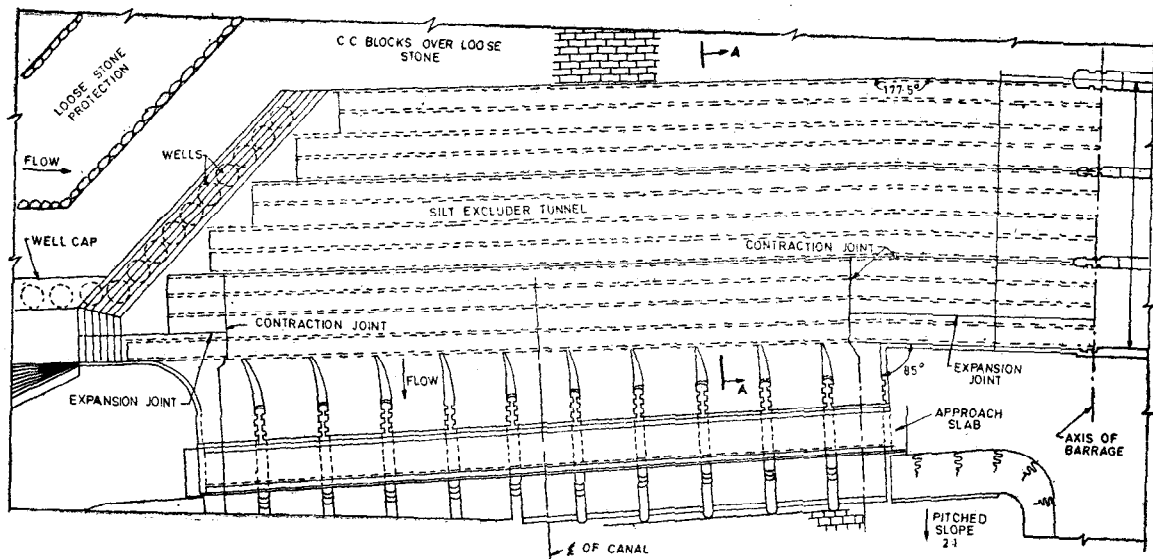 C C BLOCKS OVER LOOSE
STONE
A
LOOSE STONE
PROTECTION
177.5°
WELLS
FLOW
SILT EXCLUDER TUNNEL
WELL CAP
CONTRACTION JOINT
CONTRACTION JOINT
EXPANSION JOINT
FLOW
A
85°
EXPANSION
JOINT
APPROACH
SLAB
AXIS OF
BARRAGE
PITCHED
SLOPE
2:1
℄ OF CANAL